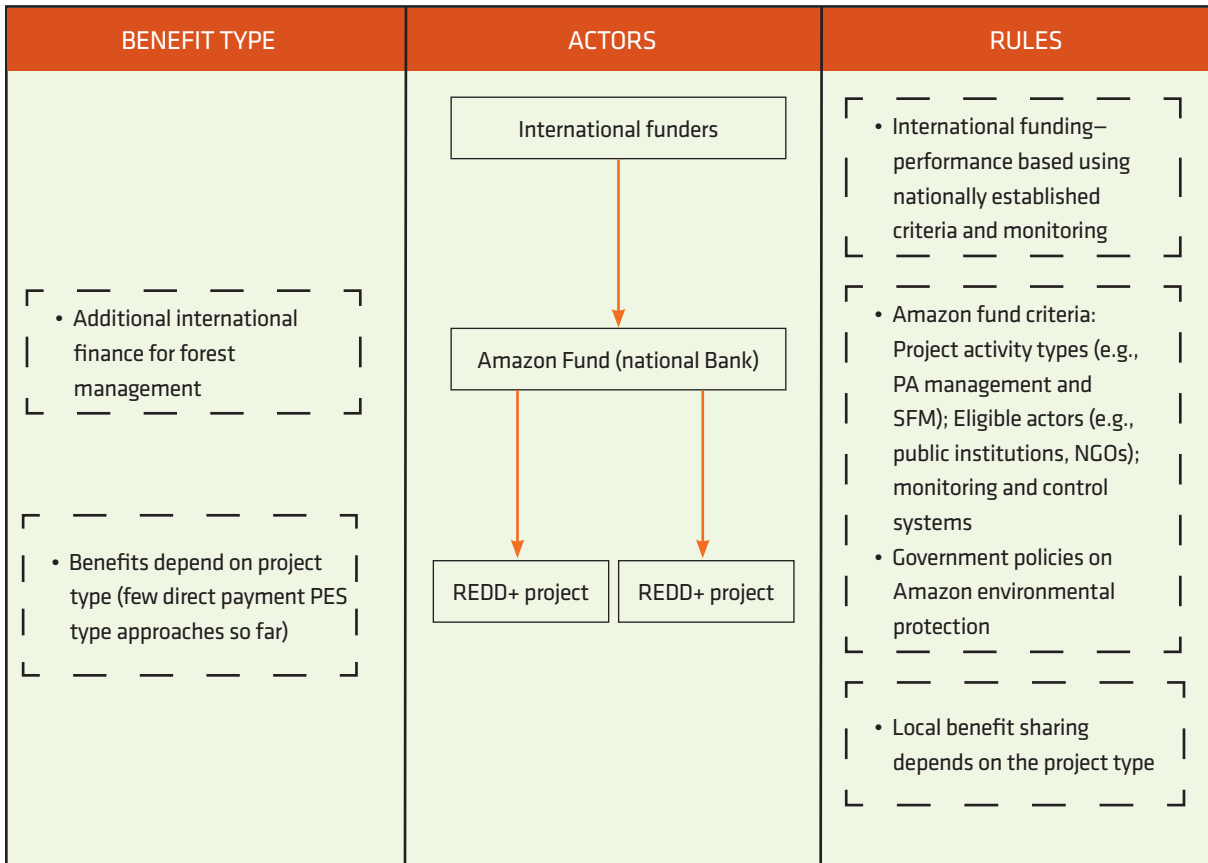 BENEFIT TYPE
ACTORS
RULES
• Additional international
finance for forest
management
• Benefits depend on project
type (few direct payment PES
type approaches so far)
International funders
Amazon Fund (national Bank)
REDD+ project
REDD+ project
• International funding–
performance based using
nationally established
criteria and monitoring
• Amazon fund criteria:
Project activity types (e.g.,
PA management and
SFM); Eligible actors (e.g.,
public institutions, NGOs);
monitoring and control
systems
• Government policies on
Amazon environmental
protection
• Local benefit sharing
depends on the project type